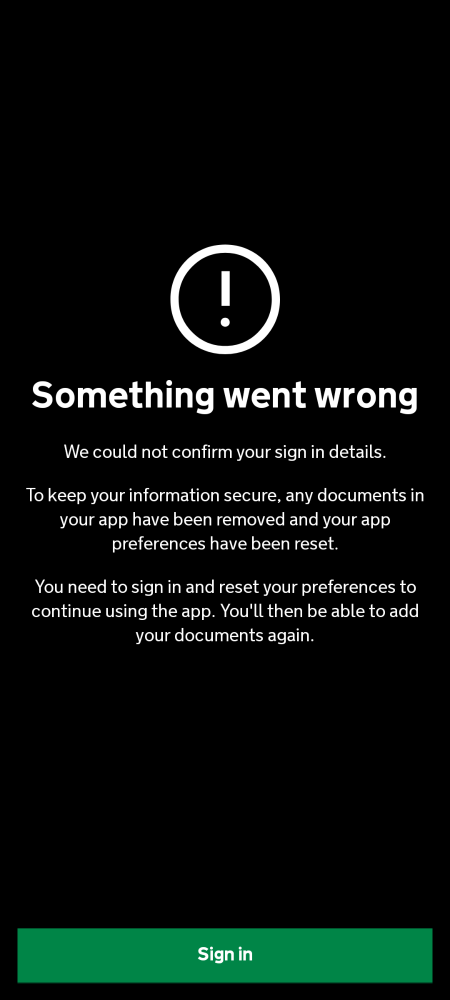 Something went wrong
We could not confirm your sign in details.
To keep your information secure, any documents in
your app have been removed and your app
preferences have been reset.
You need to sign in and reset your preferences to
continue using the app. You'll then be able to add
your documents again.
Sign in